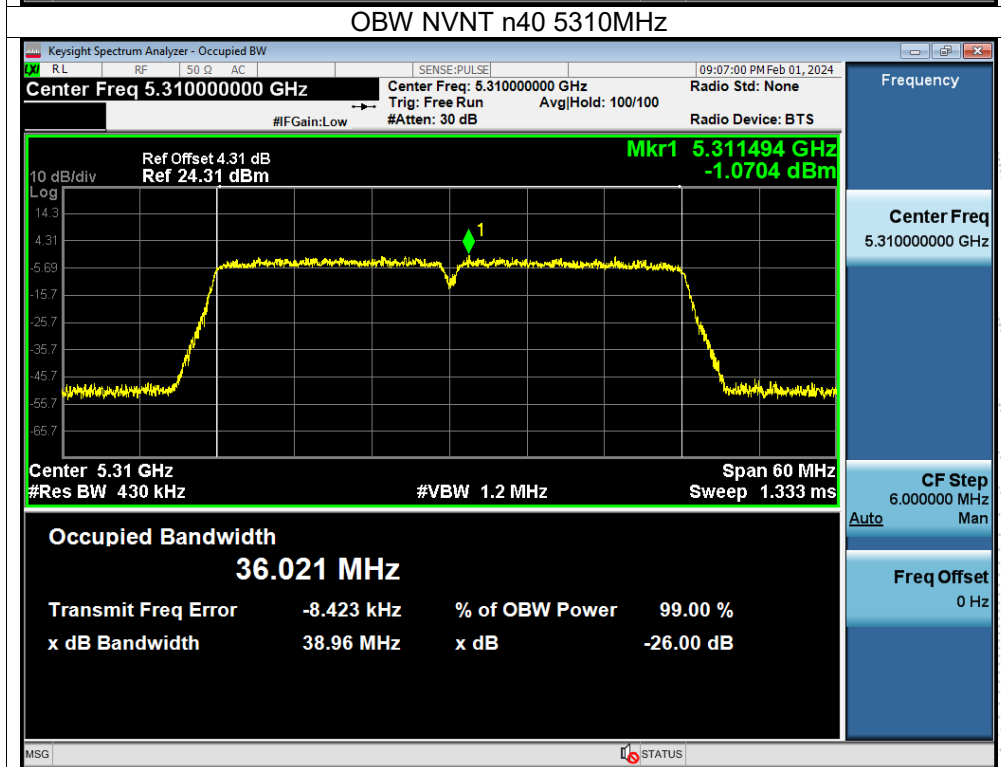 OBW NVNT n40 5310MHz
Keysight Spectrum Analyzer - Occupied BW
LXI RL RF 50 Ω AC SENSE:PULSE 09:07:00 PM Feb 01, 2024
Center Freq 5.310000000 GHz Center Freq: 5.310000000 GHz Radio Std: None Frequency
Trig: Free Run Avg|Hold: 100/100
#IFGain:Low #Atten: 30 dB Radio Device: BTS
Ref Offset 4.31 dB Mkr1 5.311494 GHz
10 dB/div Ref 24.31 dBm -1.0704 dBm
Log
14.3
4.31
-5.69
-15.7
-25.7
-35.7
-45.7
-55.7
-65.7
1
Center Freq
5.310000000 GHz
Center 5.31 GHz Span 60 MHz
#Res BW 430 kHz #VBW 1.2 MHz Sweep 1.333 ms
CF Step
6.000000 MHz
Auto Man
Occupied Bandwidth
36.021 MHz
Freq Offset
0 Hz
Transmit Freq Error -8.423 kHz % of OBW Power 99.00 %
x dB Bandwidth 38.96 MHz x dB -26.00 dB
MSG STATUS